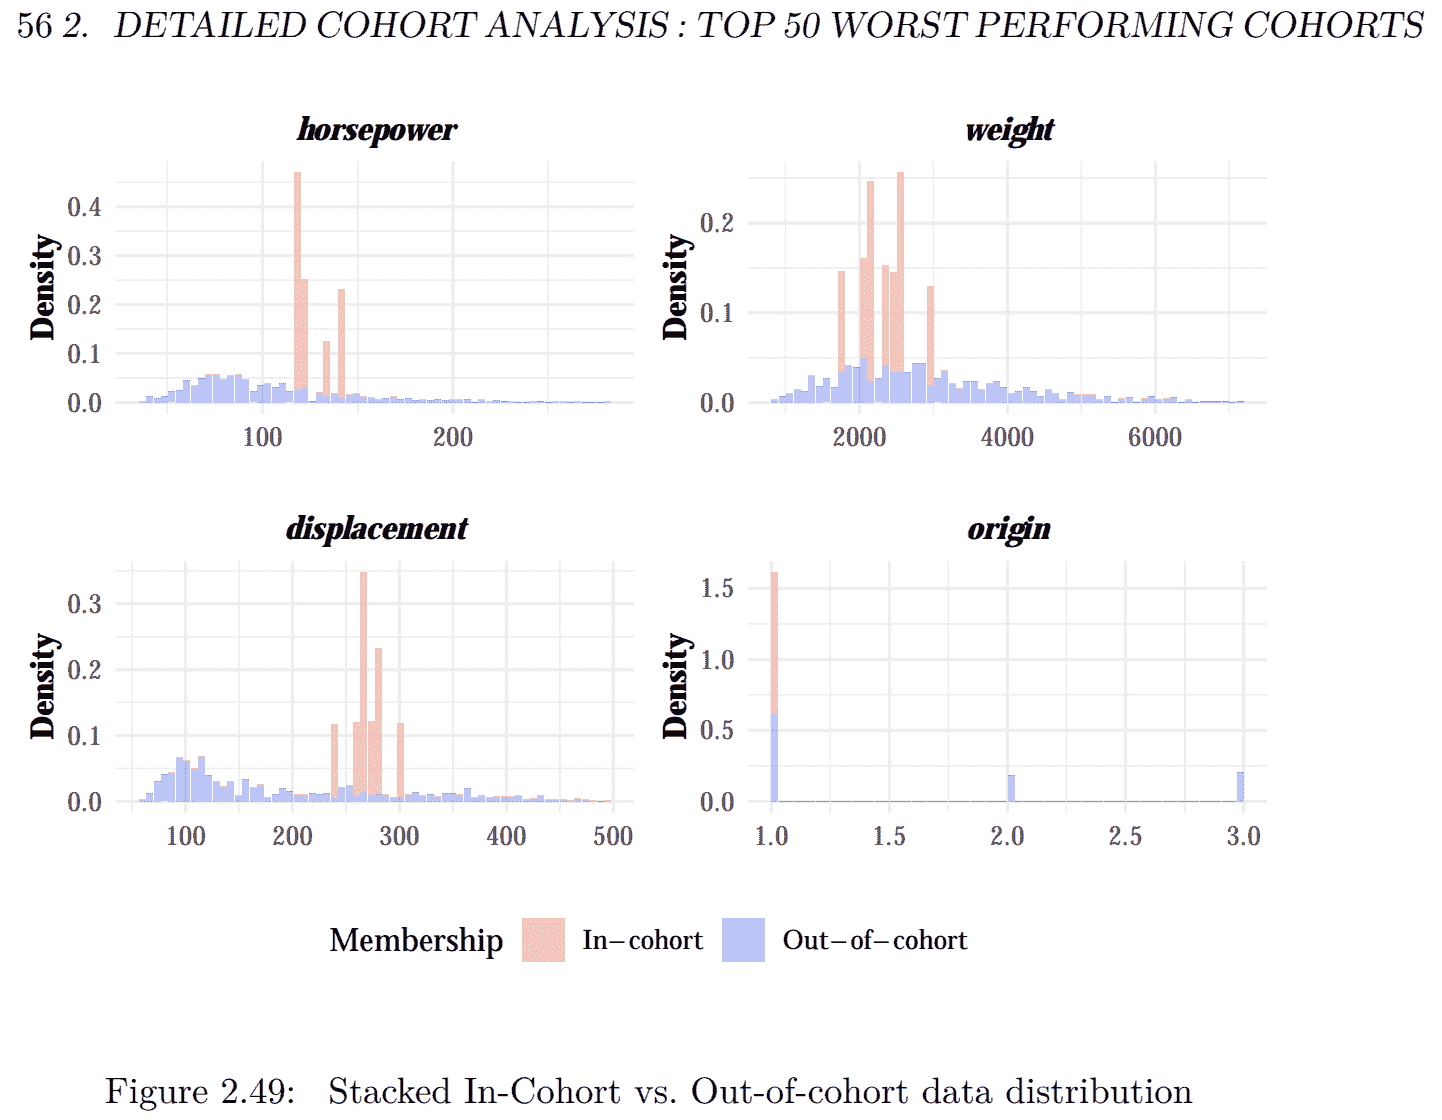 56 2. DETAILED COHORT ANALYSIS : TOP 50 WORST PERFORMING COHORTS
horsepower
Density
0.4
0.3
0.2
0.1
0.0
100 200
weight
Density
0.2
0.1
0.0
2000 4000 6000
displacement
Density
0.3
0.2
0.1
0.0
100 200 300 400 500
origin
Density
1.5
1.0
0.5
0.0
1.0 1.5 2.0 2.5 3.0
Membership In−cohort Out−of−cohort
Figure 2.49: Stacked In-Cohort vs. Out-of-cohort data distribution